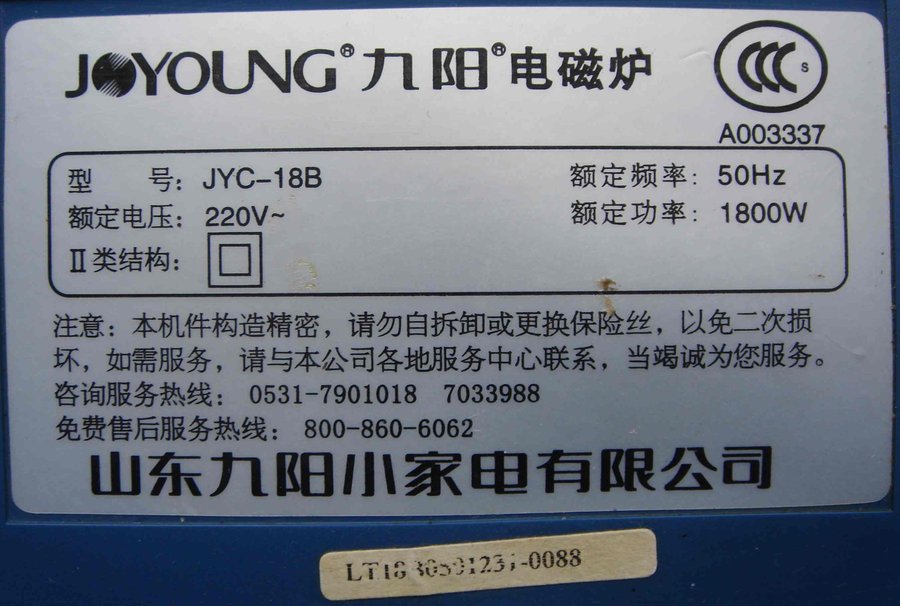 JOYOUNG® 九阳® 电磁炉
CCC S
A003337
型 号: JYC-18B 额定频率: 50Hz
额定电压: 220V~ 额定功率: 1800W
Ⅱ类结构:
注意: 本机件构造精密, 请勿自拆卸或更换保险丝, 以免二次损
坏, 如需服务, 请与本公司各地服务中心联系, 当竭诚为您服务。
咨询服务热线: 0531-7901018 7033988
免费售后服务热线: 800-860-6062
山东九阳小家电有限公司